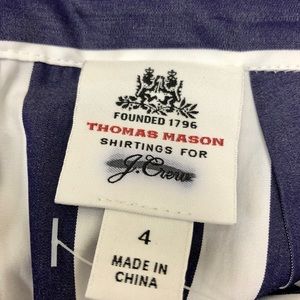 FOUNDED 1796
THOMAS MASON
SHIRTINGS FOR
J.Crew
4
MADE IN
CHINA